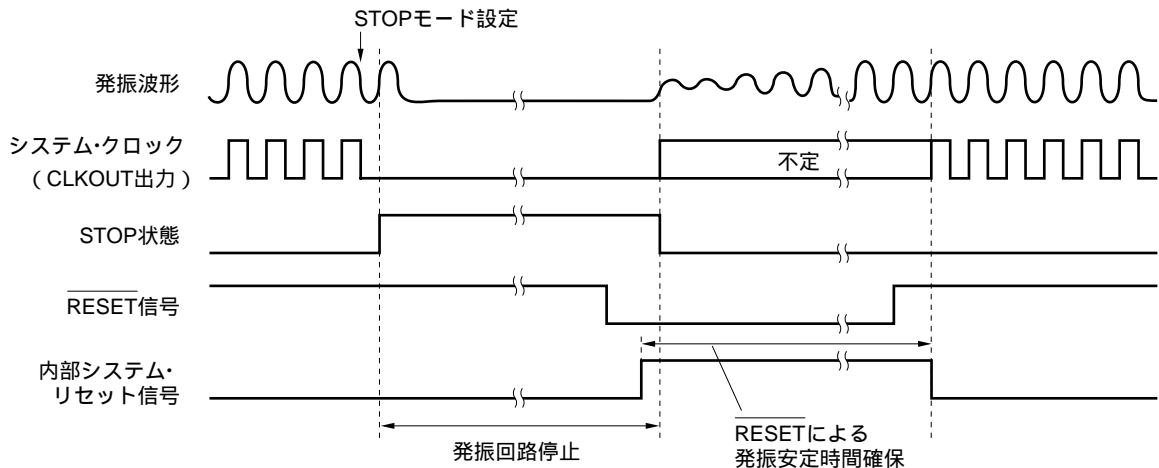 STOPモード設定
発振波形
システム・クロック
（CLKOUT出力）
不定
STOP状態
RESET信号
内部システム・
リセット信号
発振回路停止
RESETによる
発振安定時間確保